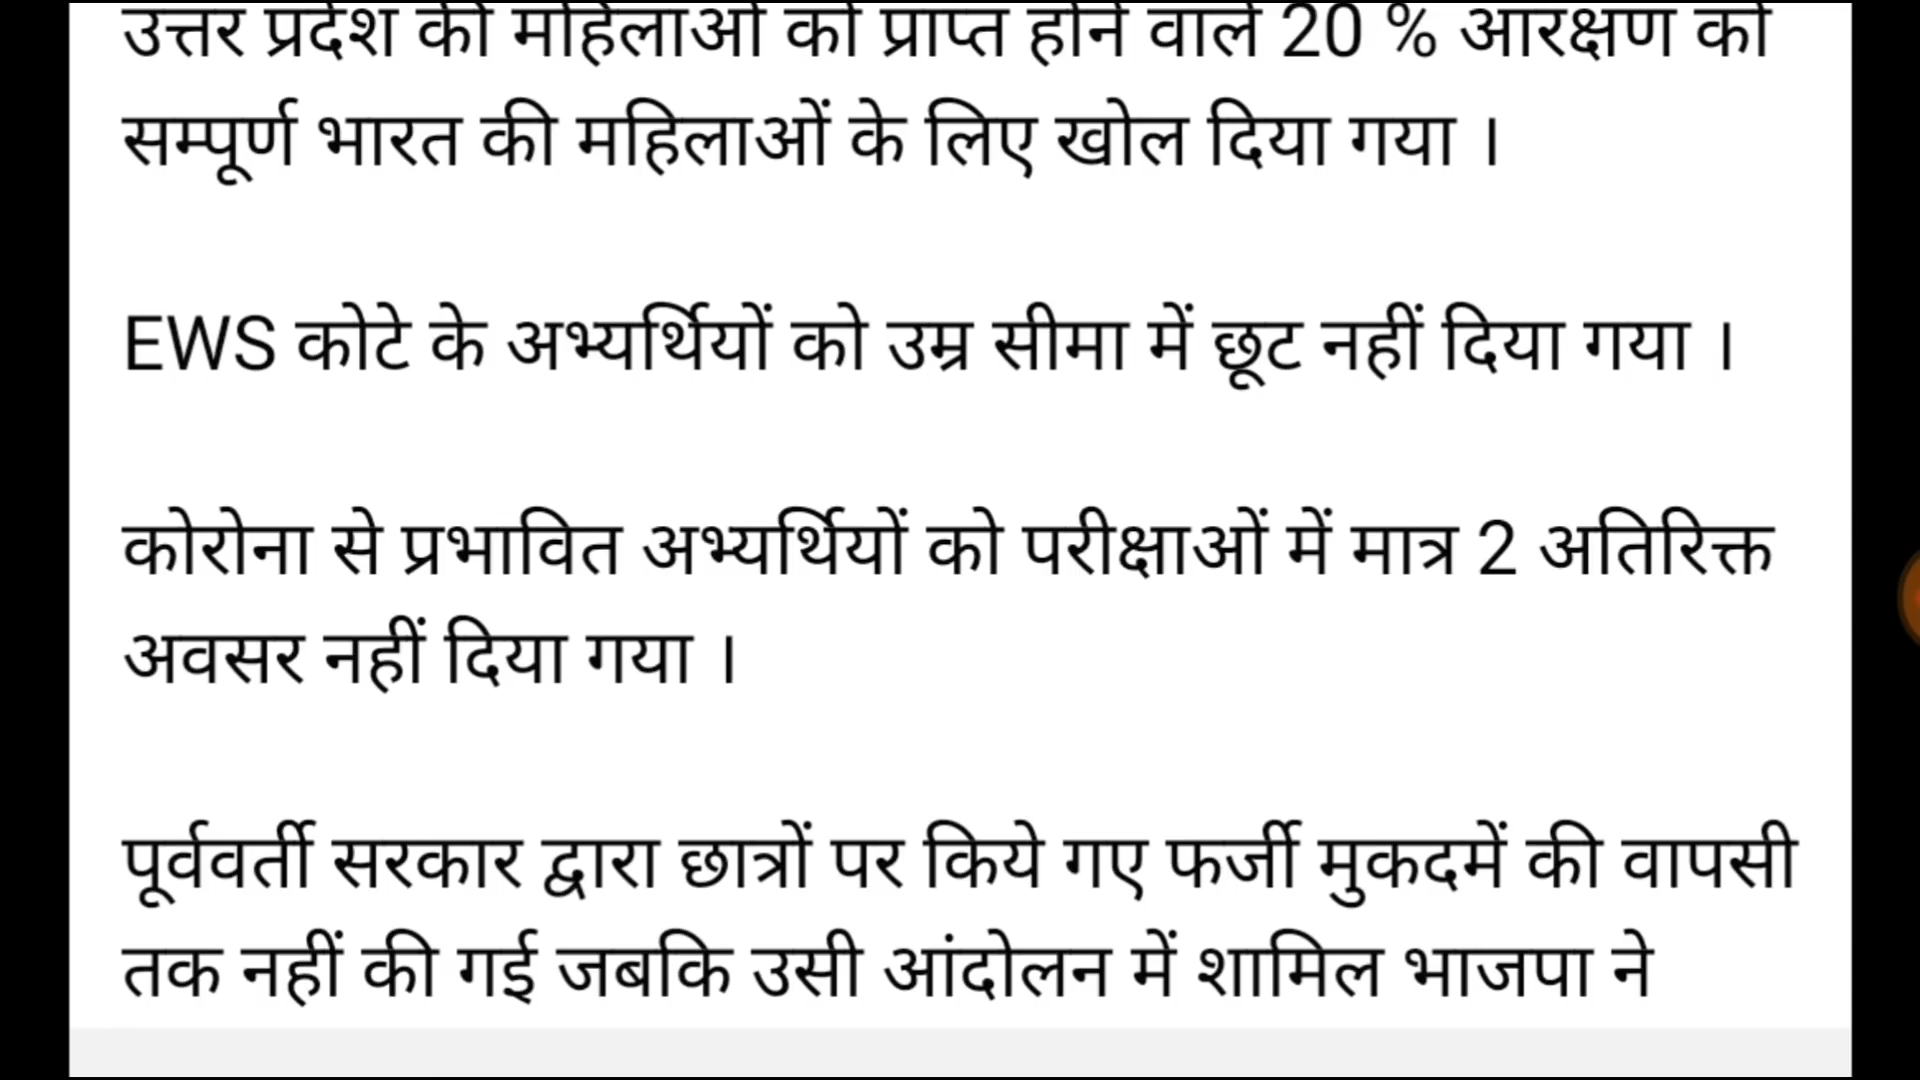 उत्तर प्रदेश की महिलाओं को प्राप्त होने वाले 20 % आरक्षण को
सम्पूर्ण भारत की महिलाओं के लिए खोल दिया गया ।
EWS कोटे के अभ्यर्थियों को उम्र सीमा में छूट नहीं दिया गया ।
कोरोना से प्रभावित अभ्यर्थियों को परीक्षाओं में मात्र 2 अतिरिक्त
अवसर नहीं दिया गया ।
पूर्ववर्ती सरकार द्वारा छात्रों पर किये गए फर्जी मुकदमें की वापसी
तक नहीं की गई जबकि उसी आंदोलन में शामिल भाजपा ने